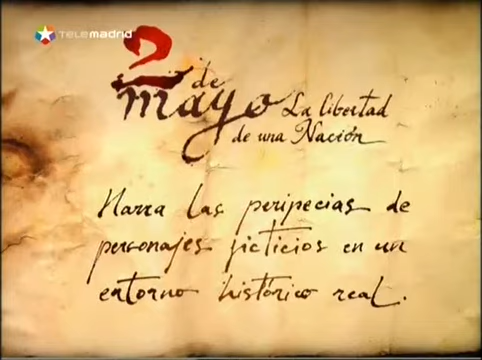 TELEmadrid
2 de
mayo La libertad
de una Nación
Narra las peripecias de
personajes ficticios en un
entorno histórico real.